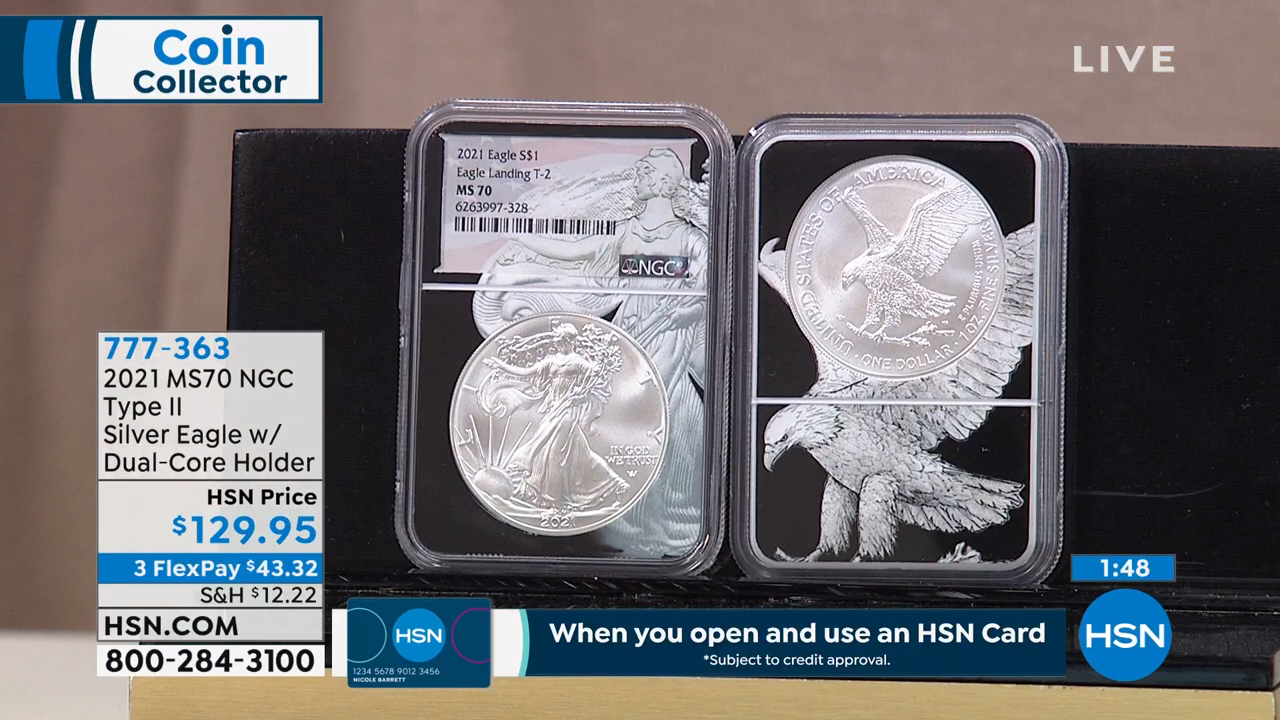 Coin
Collector
LIVE
2021 Eagle S$1
Eagle Landing T-2
MS 70
6263997-328
NGC
IN GOD
WE TRUST
2021
UNITED STATES OF AMERICA
E PLURIBUS UNUM
1 OZ. FINE SILVER
ONE DOLLAR
777-363
2021 MS70 NGC
Type II
Silver Eagle w/
Dual-Core Holder
HSN Price
$129.95
3 FlexPay $43.32
S&H $12.22
HSN.COM
800-284-3100
HSN
1234 5678 9012 3456
NICOLE BARRETT
When you open and use an HSN Card
*Subject to credit approval.
1:48
HSN